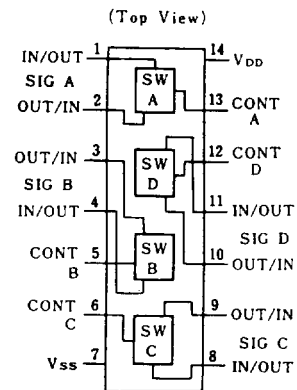 (Top View)
IN/OUT 1 14 VDD
SIG A SW A
OUT/IN 2 13 CONT A
OUT/IN 3 12 CONT D
SIG B SW D
IN/OUT 4 11 IN/OUT
SIG D
CONT B 5 SW B 10 OUT/IN
CONT C 6 9 OUT/IN
SW C SIG C
VSS 7 8 IN/OUT